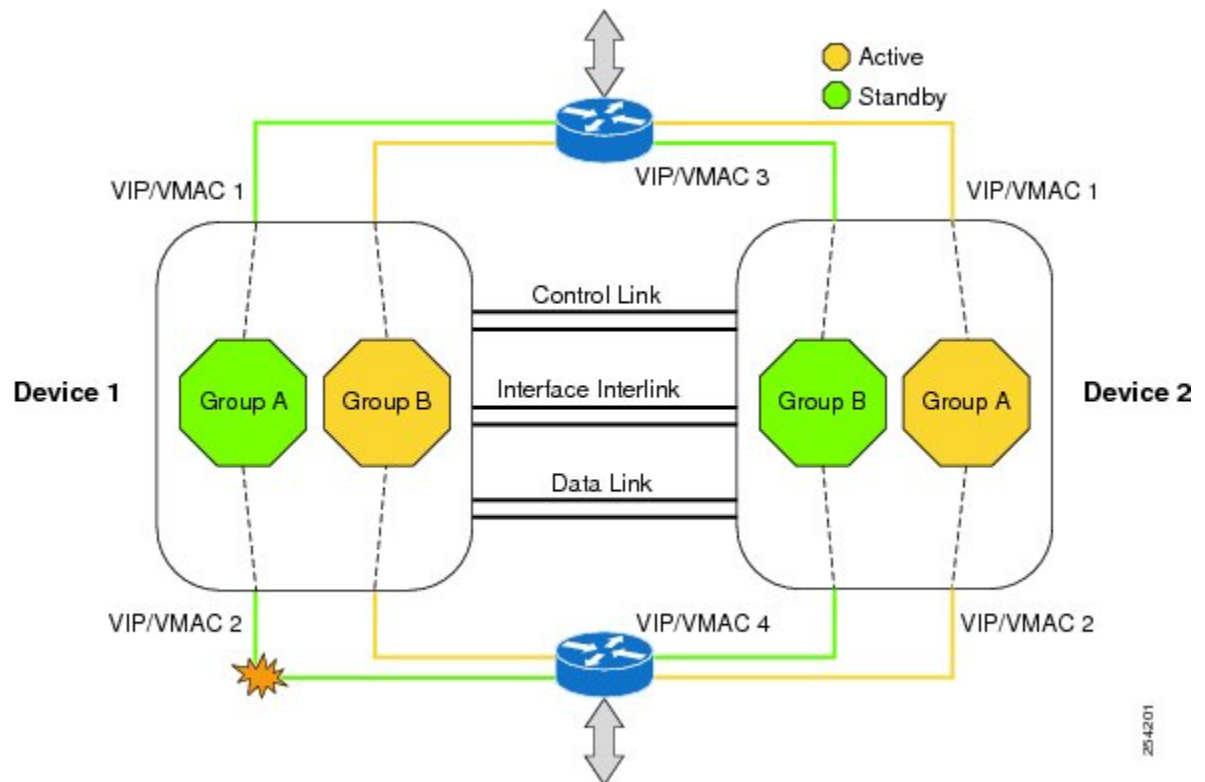 Active
Standby
VIP/VMAC 1
VIP/VMAC 3
VIP/VMAC 1
Control Link
Device 1
Group A
Group B
Interface Interlink
Group B
Group A
Device 2
Data Link
VIP/VMAC 2
VIP/VMAC 4
VIP/VMAC 2
254201